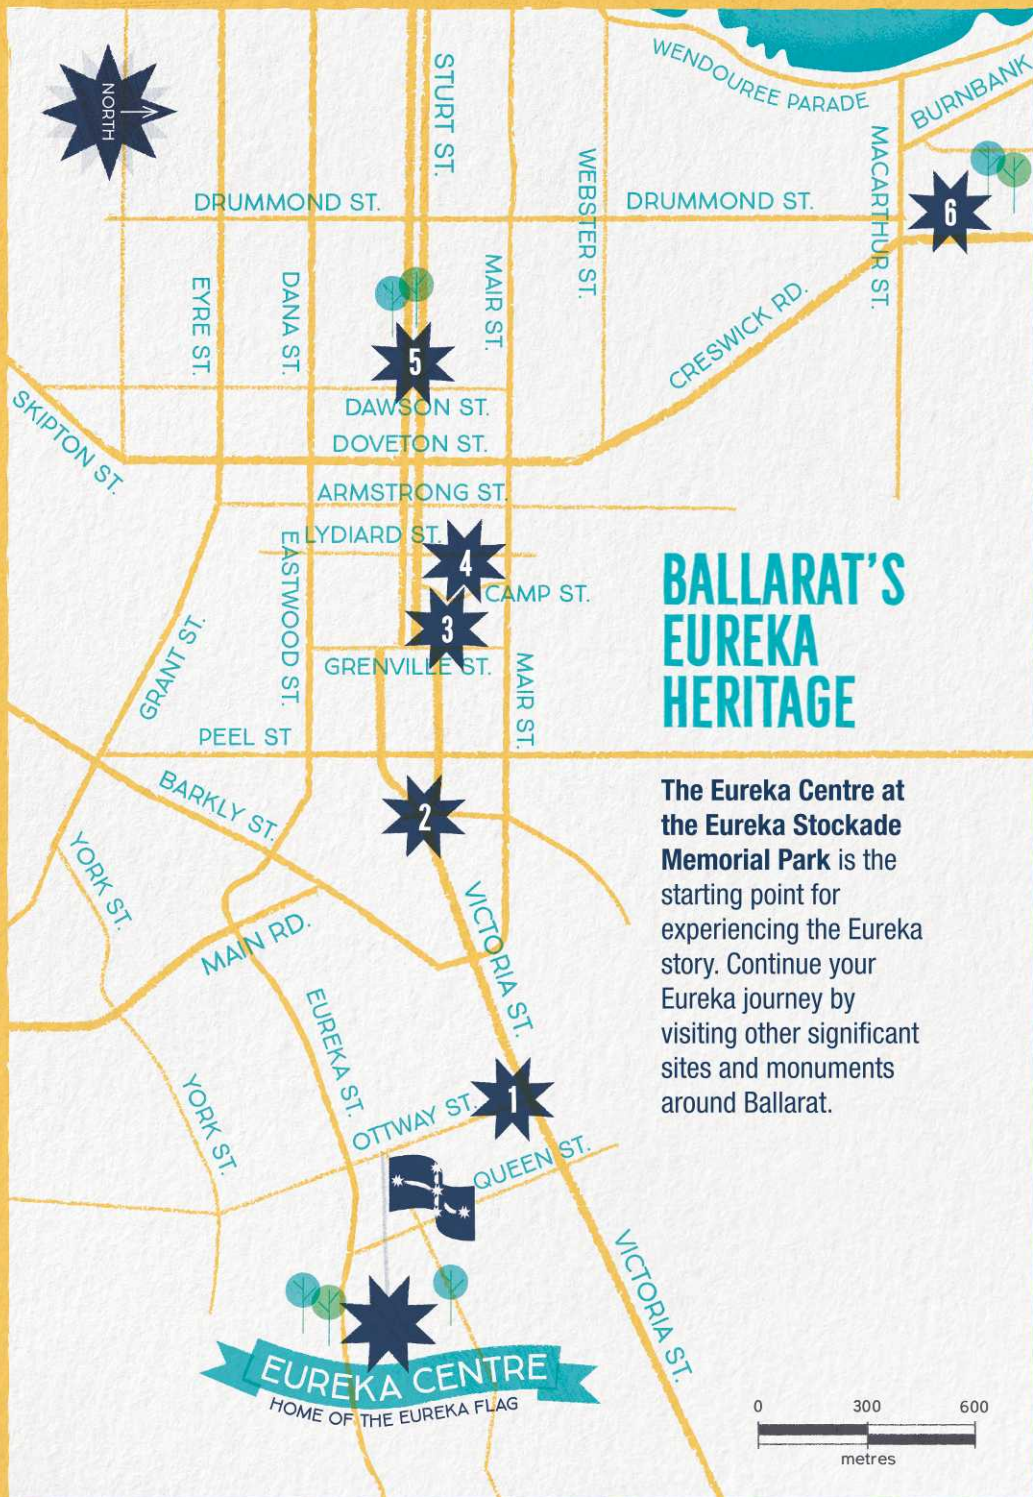 NORTH
STURT ST.
WENDOUREE PARADE
BURNBANK
MACARTHUR ST.
WEBSTER ST.
DRUMMOND ST.
DRUMMOND ST.
6
EYRE ST.
DANA ST.
MAIR ST.
CRESWICK RD.
5
SKIPTON ST.
DAWSON ST.
DOVETON ST.
ARMSTRONG ST.
LYDIARD ST.
EASTWOOD ST.
4
CAMP ST.
3
GRANT ST.
GRENVILLE ST.
MAIR ST.
PEEL ST
BARKLY ST.
2
YORK ST.
MAIN RD.
VICTORIA ST.
EUREKA ST.
YORK ST.
OTTWAY ST.
1
QUEEN ST.
VICTORIA ST.
EUREKA CENTRE
HOME OF THE EUREKA FLAG
BALLARAT'S
EUREKA
HERITAGE
The Eureka Centre at
the Eureka Stockade
Memorial Park is the
starting point for
experiencing the Eureka
story. Continue your
Eureka journey by
visiting other significant
sites and monuments
around Ballarat.
0 300 600
metres